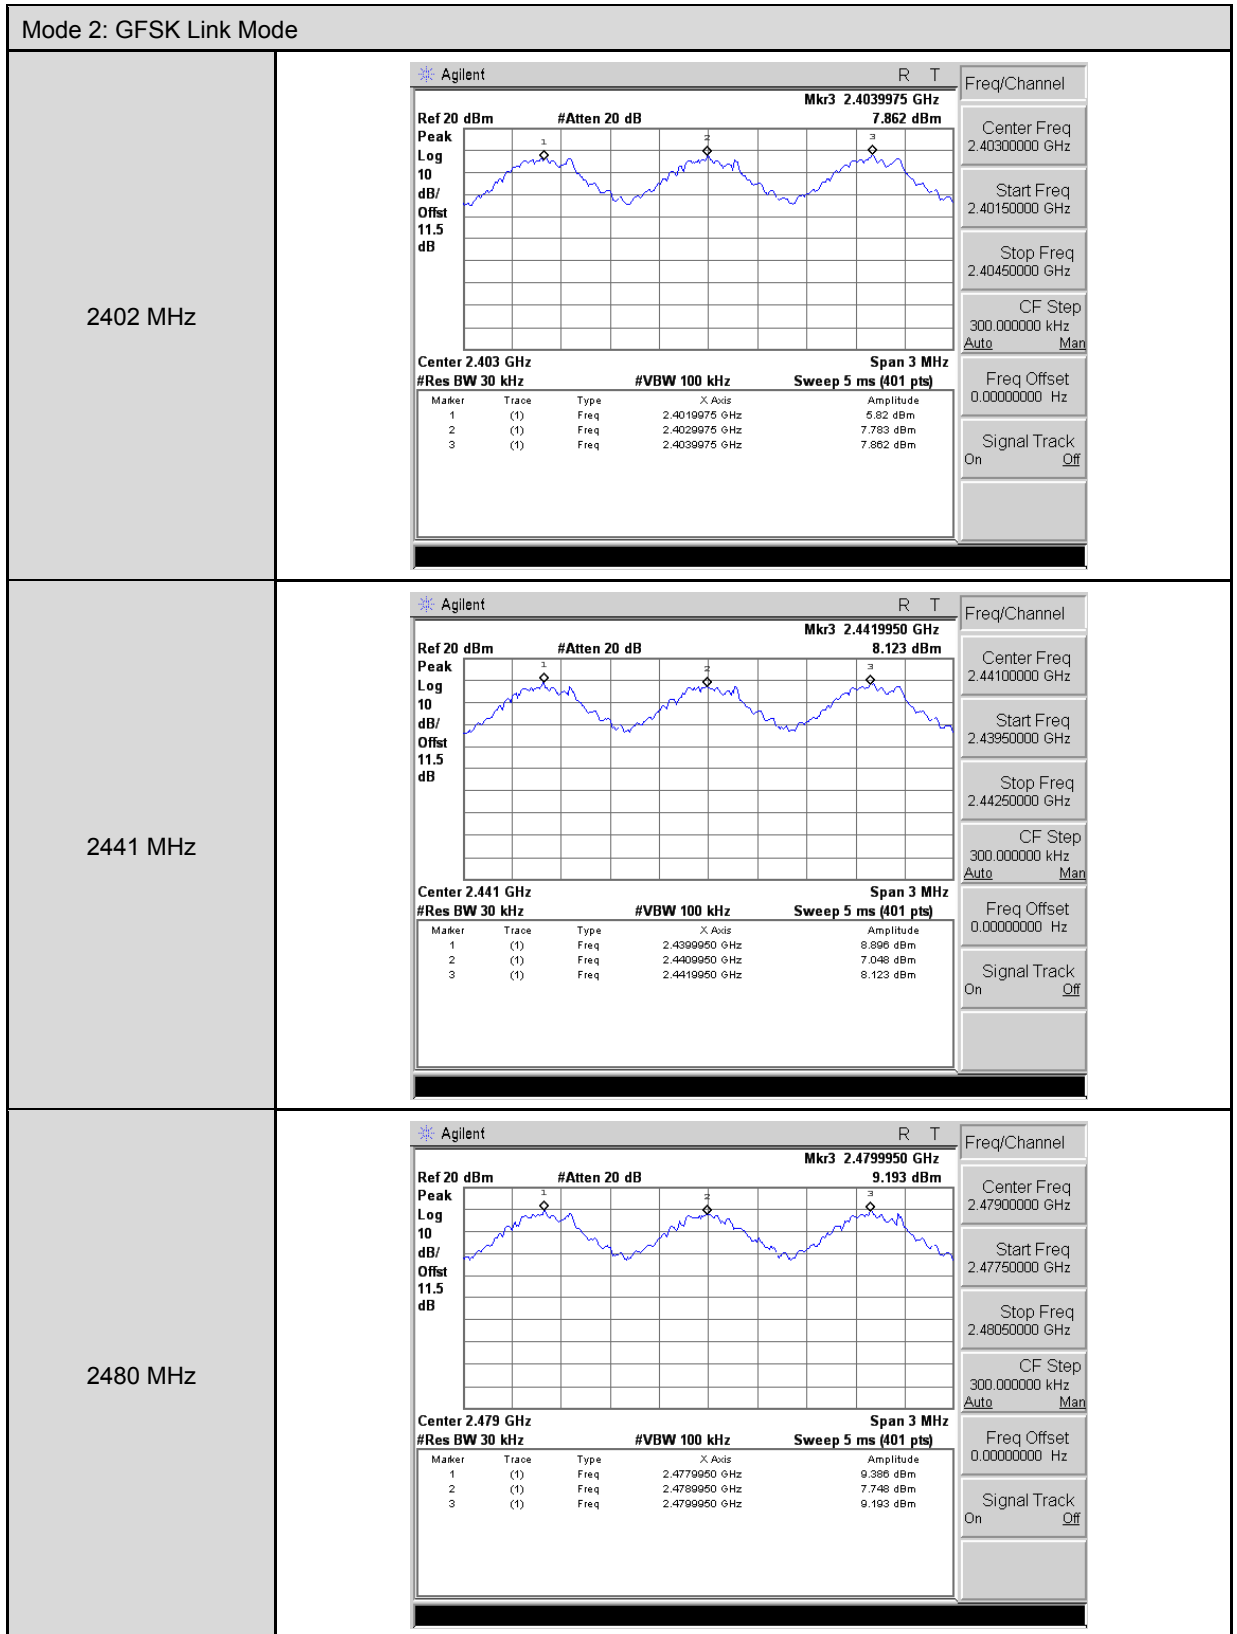 Mode 2: GFSK Link Mode
2402 MHz
Agilent R T
Mkr3 2.4039975 GHz
Ref 20 dBm #Atten 20 dB 7.862 dBm
Peak
Log
10
dB/
Offst
11.5
dB
1 2 3
Center 2.403 GHz Span 3 MHz
#Res BW 30 kHz #VBW 100 kHz Sweep 5 ms (401 pts)
Marker Trace Type X Axis Amplitude
1 (1) Freq 2.4019975 GHz 5.82 dBm
2 (1) Freq 2.4029975 GHz 7.783 dBm
3 (1) Freq 2.4039975 GHz 7.862 dBm
Freq/Channel
Center Freq
2.40300000 GHz
Start Freq
2.40150000 GHz
Stop Freq
2.40450000 GHz
CF Step
300.000000 kHz
Auto Man
Freq Offset
0.00000000 Hz
Signal Track
On Off
2441 MHz
Agilent R T
Mkr3 2.4419950 GHz
Ref 20 dBm #Atten 20 dB 8.123 dBm
Peak
Log
10
dB/
Offst
11.5
dB
1 2 3
Center 2.441 GHz Span 3 MHz
#Res BW 30 kHz #VBW 100 kHz Sweep 5 ms (401 pts)
Marker Trace Type X Axis Amplitude
1 (1) Freq 2.4399950 GHz 8.896 dBm
2 (1) Freq 2.4409950 GHz 7.048 dBm
3 (1) Freq 2.4419950 GHz 8.123 dBm
Freq/Channel
Center Freq
2.44100000 GHz
Start Freq
2.43950000 GHz
Stop Freq
2.44250000 GHz
CF Step
300.000000 kHz
Auto Man
Freq Offset
0.00000000 Hz
Signal Track
On Off
2480 MHz
Agilent R T
Mkr3 2.4799950 GHz
Ref 20 dBm #Atten 20 dB 9.193 dBm
Peak
Log
10
dB/
Offst
11.5
dB
1 2 3
Center 2.479 GHz Span 3 MHz
#Res BW 30 kHz #VBW 100 kHz Sweep 5 ms (401 pts)
Marker Trace Type X Axis Amplitude
1 (1) Freq 2.4779950 GHz 9.386 dBm
2 (1) Freq 2.4789950 GHz 7.748 dBm
3 (1) Freq 2.4799950 GHz 9.193 dBm
Freq/Channel
Center Freq
2.47900000 GHz
Start Freq
2.47750000 GHz
Stop Freq
2.48050000 GHz
CF Step
300.000000 kHz
Auto Man
Freq Offset
0.00000000 Hz
Signal Track
On Off